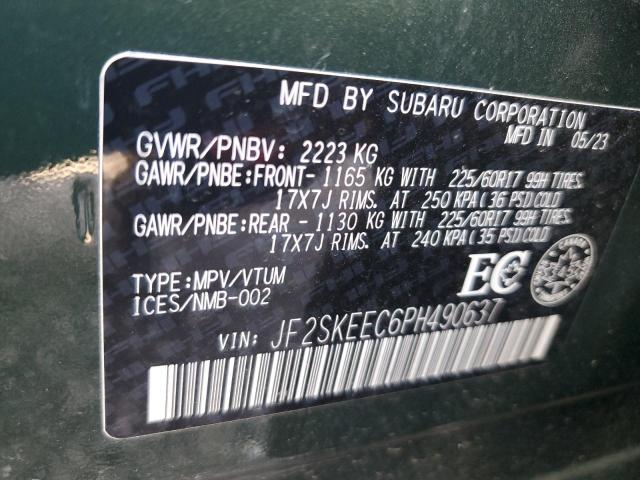 MFD BY SUBARU CORPORATION
MFD IN 05/23
GVWR/PNBV: 2223 KG
GAWR/PNBE:FRONT- 1165 KG WITH 225/60R17 99H TIRES,
17X7J RIMS. AT 250 KPA( 36 PSI)COLD
GAWR/PNBE:REAR - 1130 KG WITH 225/60R17 99H TIRES,
17X7J RIMS. AT 240 KPA( 35 PSI)COLD
TYPE:MPV/VTUM
ICES/NMB-002
EC
VIN: JF2SKEEC6PH490637